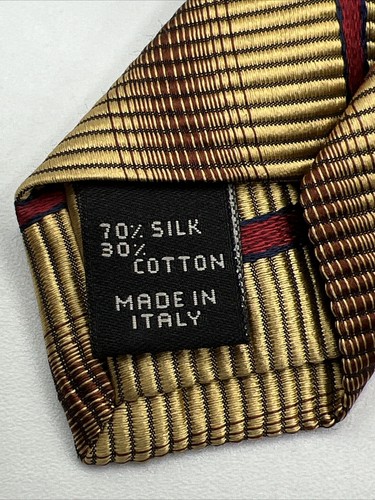 70% SILK
30%
COTTON
MADE IN
ITALY